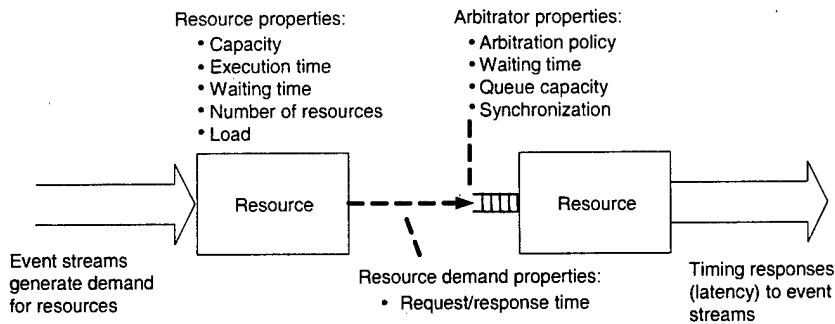 Resource properties:
• Capacity
• Execution time
• Waiting time
• Number of resources
• Load
Arbitrator properties:
• Arbitration policy
• Waiting time
• Queue capacity
• Synchronization
Resource
Resource
Event streams
generate demand
for resources
Resource demand properties:
• Request/response time
Timing responses
(latency) to event
streams